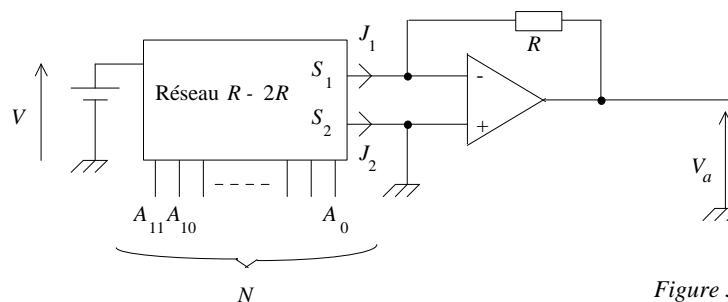 J1
R
V
Réseau R - 2R
S1
-
S2
+
J2
Va
A11 A10 A0
N
Figure